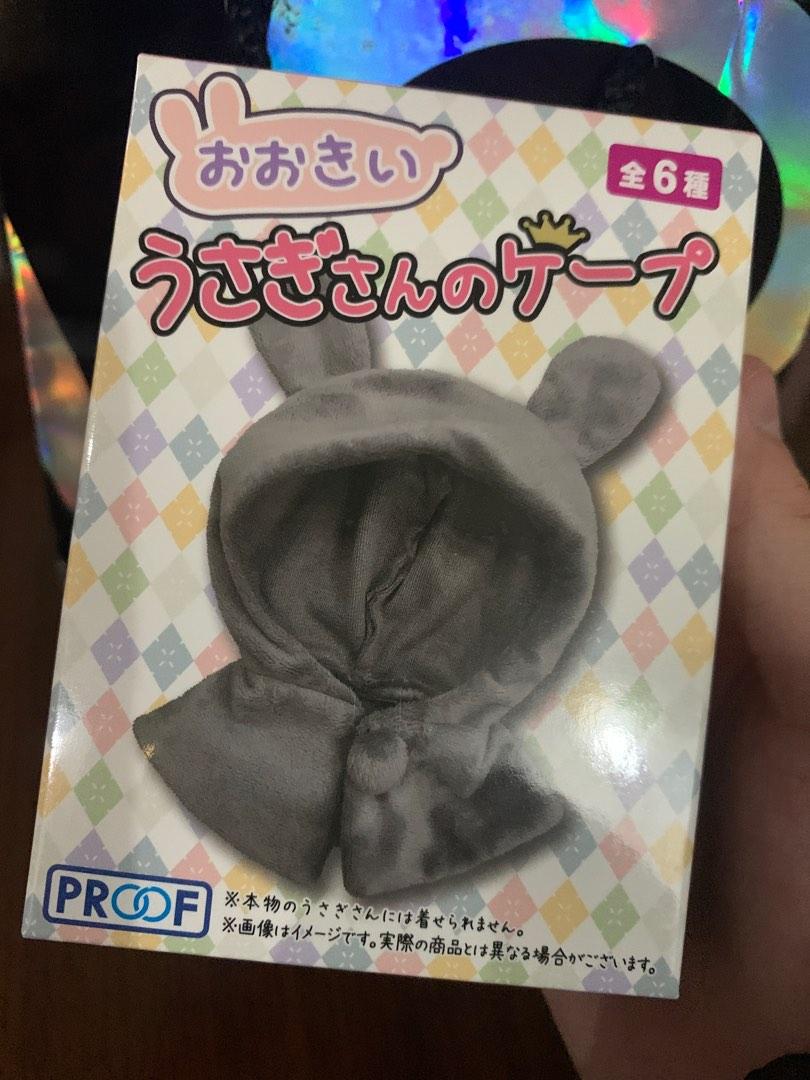 おおきい
全6種
うさぎさんのケープ
PROOF
※本物のうさぎさんには着せられません。
※画像はイメージです。実際の商品とは異なる場合がございます。